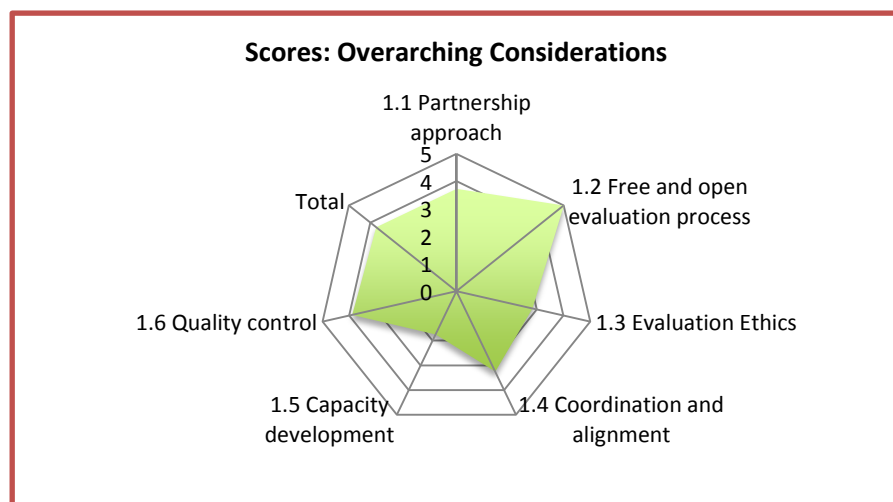 Scores: Overarching Considerations
1.1 Partnership
approach
5
4
3
2
1
0
1.2 Free and open
evaluation process
1.3 Evaluation Ethics
1.4 Coordination and
alignment
1.5 Capacity
development
1.6 Quality control
Total